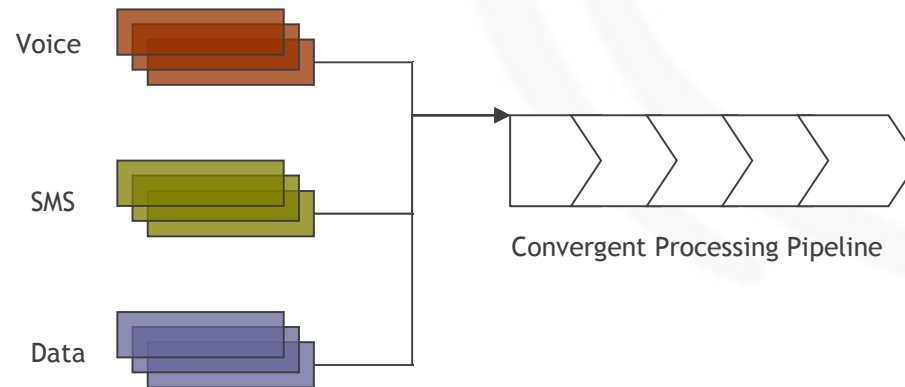 Voice
SMS
Convergent Processing Pipeline
Data